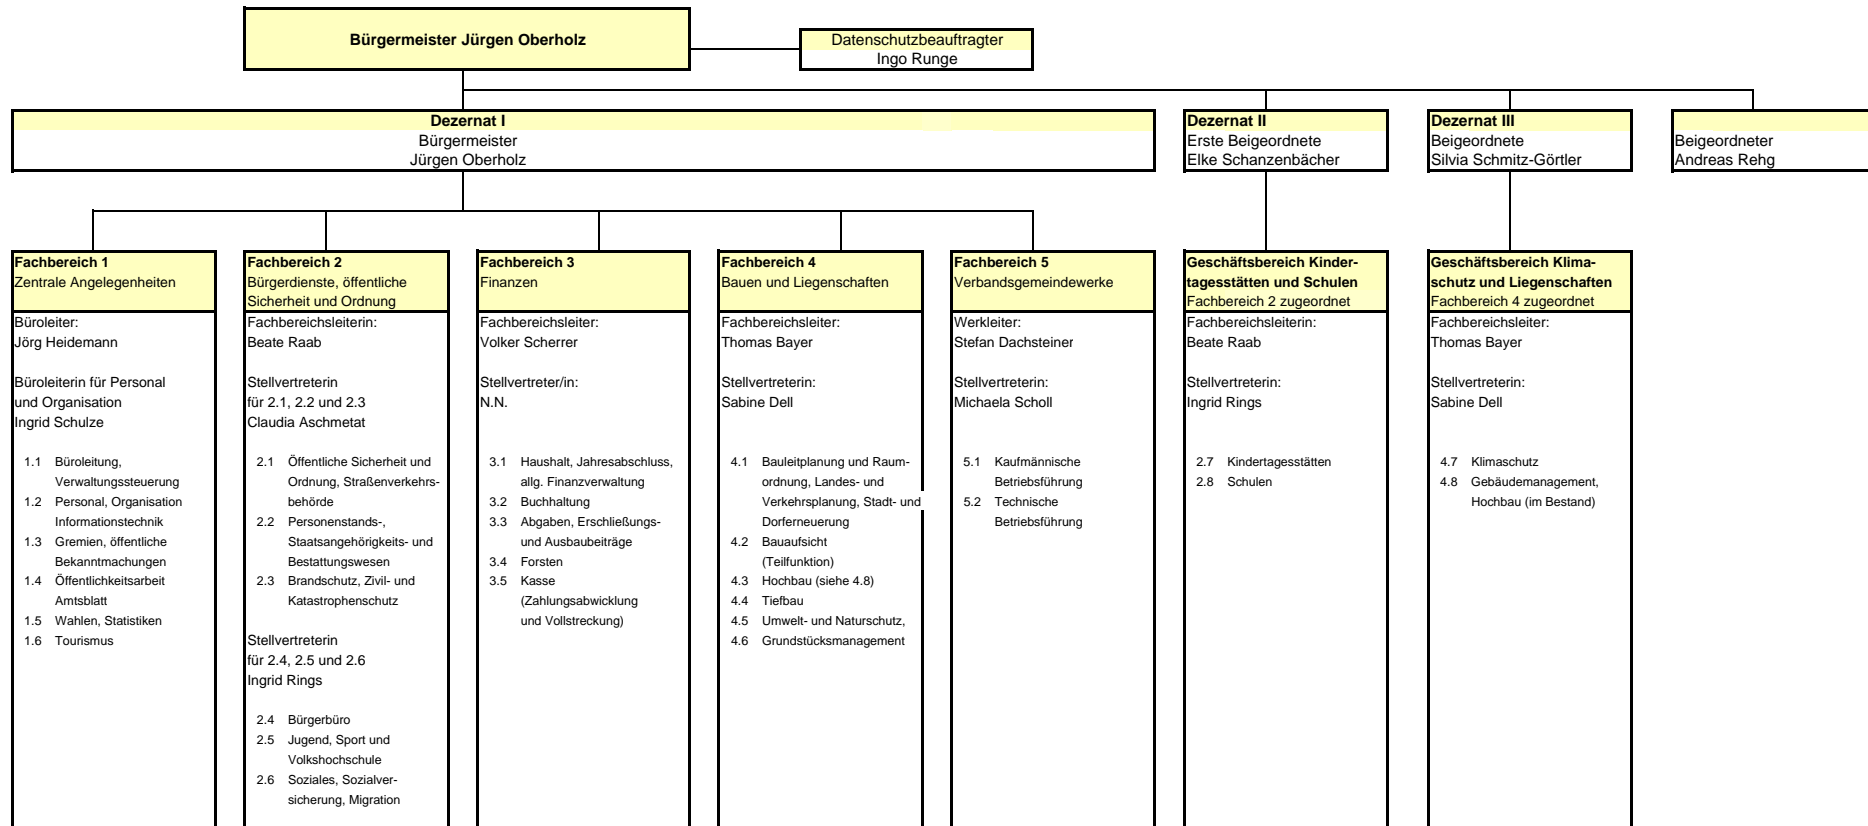 Bürgermeister Jürgen Oberholz
Datenschutzbeauftragter
Ingo Runge
Dezernat I
Bürgermeister
Jürgen Oberholz
Dezernat II
Erste Beigeordnete
Elke Schanzenbächer
Dezernat III
Beigeordnete
Silvia Schmitz-Görtler
Beigeordneter
Andreas Rehg
Fachbereich 1
Zentrale Angelegenheiten
Büroleiter:
Jörg Heidemann
Büroleiterin für Personal
und Organisation
Ingrid Schulze
1.1 Büroleitung,
Verwaltungssteuerung
1.2 Personal, Organisation
Informationstechnik
1.3 Gremien, öffentliche
Bekanntmachungen
1.4 Öffentlichkeitsarbeit
Amtsblatt
1.5 Wahlen, Statistiken
1.6 Tourismus
Fachbereich 2
Bürgerdienste, öffentliche
Sicherheit und Ordnung
Fachbereichsleiterin:
Beate Raab
Stellvertreterin
für 2.1, 2.2 und 2.3
Claudia Aschmetat
2.1 Öffentliche Sicherheit und
Ordnung, Straßenverkehrs-
behörde
2.2 Personenstands-,
Staatsangehörigkeits- und
Bestattungswesen
2.3 Brandschutz, Zivil- und
Katastrophenschutz
Stellvertreterin
für 2.4, 2.5 und 2.6
Ingrid Rings
2.4 Bürgerbüro
2.5 Jugend, Sport und
Volkshochschule
2.6 Soziales, Sozialver-
sicherung, Migration
Fachbereich 3
Finanzen
Fachbereichsleiter:
Volker Scherrer
Stellvertreter/in:
N.N.
3.1 Haushalt, Jahresabschluss,
allg. Finanzverwaltung
3.2 Buchhaltung
3.3 Abgaben, Erschließungs-
und Ausbaubeiträge
3.4 Forsten
3.5 Kasse
(Zahlungsabwicklung
und Vollstreckung)
Fachbereich 4
Bauen und Liegenschaften
Fachbereichsleiter:
Thomas Bayer
Stellvertreterin:
Sabine Dell
4.1 Bauleitplanung und Raum-
ordnung, Landes- und
Verkehrsplanung, Stadt- und
Dorferneuerung
4.2 Bauaufsicht
(Teilfunktion)
4.3 Hochbau (siehe 4.8)
4.4 Tiefbau
4.5 Umwelt- und Naturschutz,
4.6 Grundstücksmanagement
Fachbereich 5
Verbandsgemeindewerke
Werkleiter:
Stefan Dachsteiner
Stellvertreterin:
Michaela Scholl
5.1 Kaufmännische
Betriebsführung
5.2 Technische
Betriebsführung
Geschäftsbereich Kinder-
tagesstätten und Schulen
Fachbereich 2 zugeordnet
Fachbereichsleiterin:
Beate Raab
Stellvertreterin:
Ingrid Rings
2.7 Kindertagesstätten
2.8 Schulen
Geschäftsbereich Klima-
schutz und Liegenschaften
Fachbereich 4 zugeordnet
Fachbereichsleiter:
Thomas Bayer
Stellvertreterin:
Sabine Dell
4.7 Klimaschutz
4.8 Gebäudemanagement,
Hochbau (im Bestand)